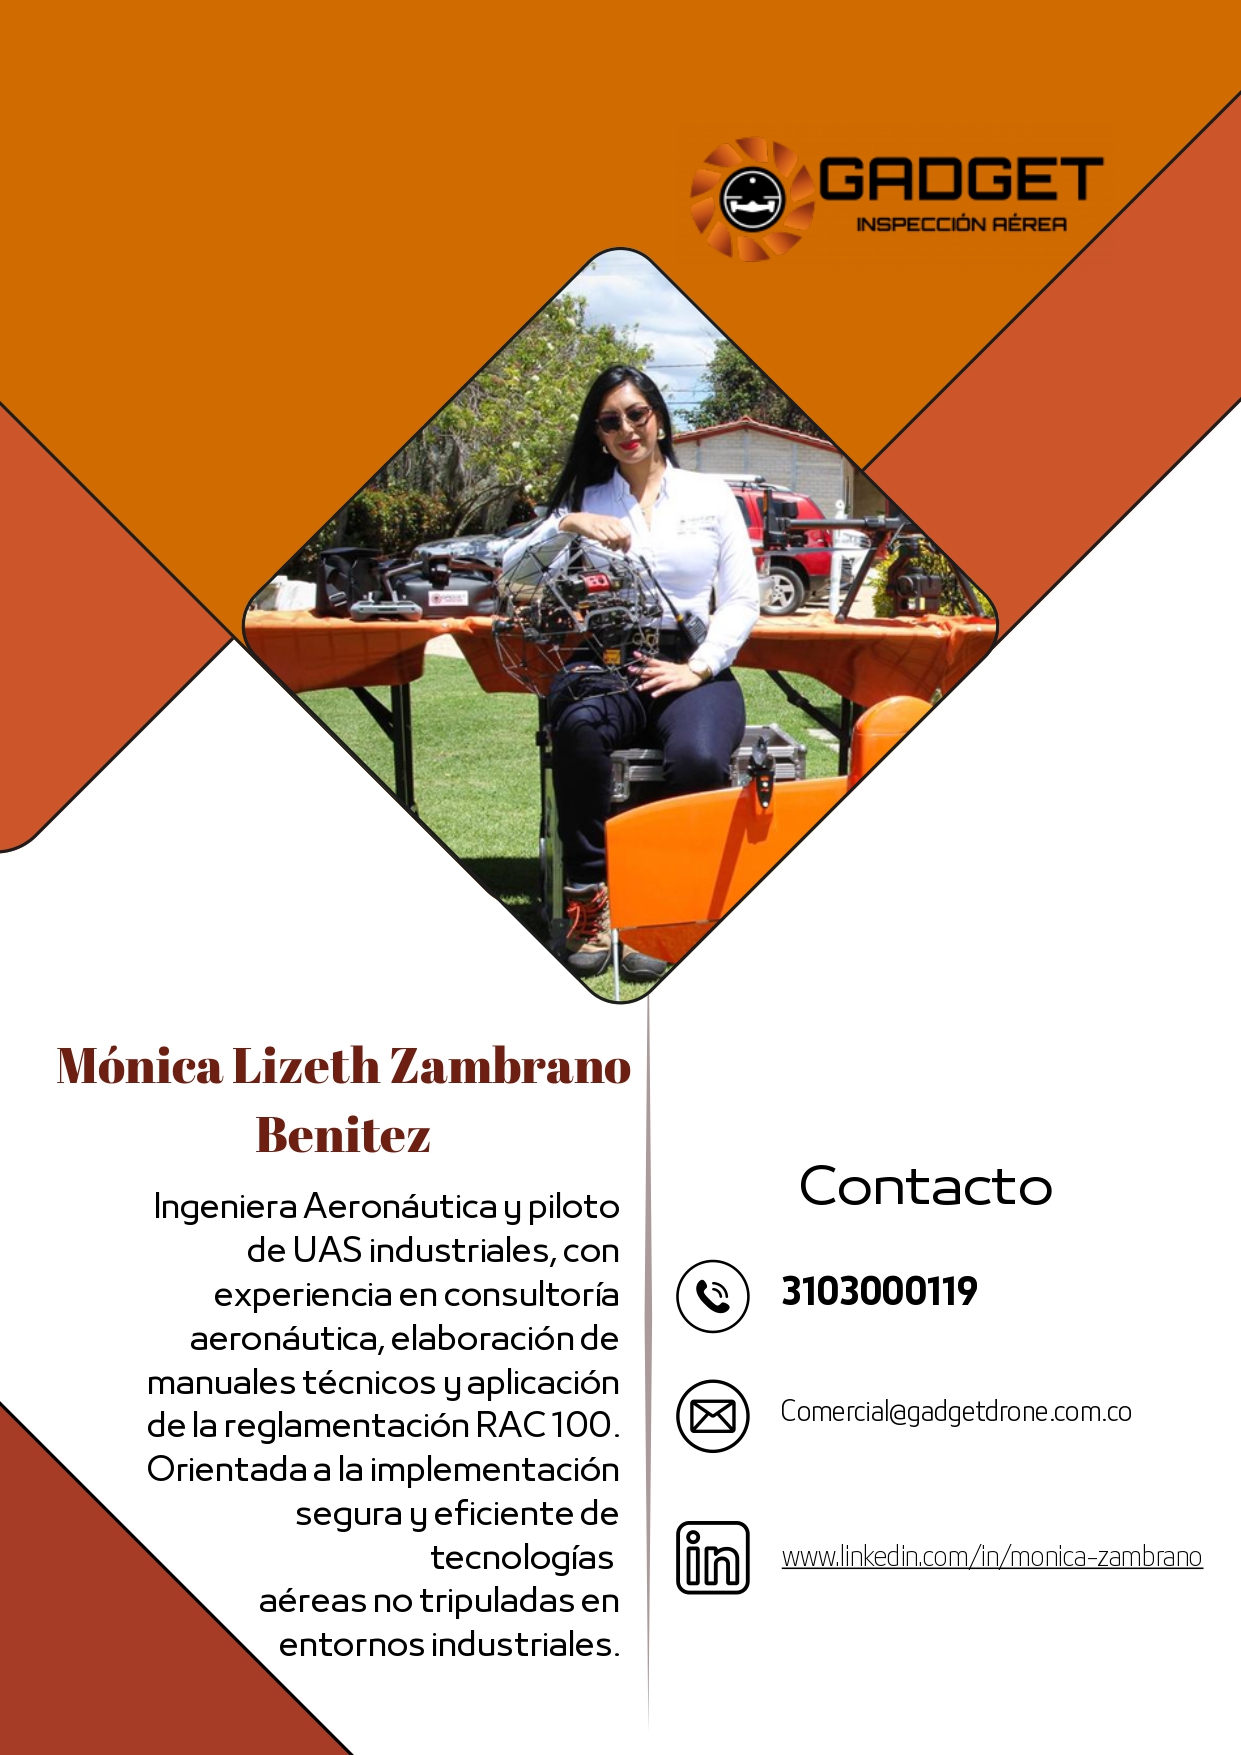 GADGET
INSPECCIÓN AÉREA
Mónica Lizeth Zambrano
Benitez
Ingeniera Aeronáutica y piloto
de UAS industriales, con
experiencia en consultoría
aeronáutica, elaboración de
manuales técnicos y aplicación
de la reglamentación RAC 100.
Orientada a la implementación
segura y eficiente de
tecnologías
aéreas no tripuladas en
entornos industriales.
Contacto
3103000119
Comercial@gadgetdrone.com.co
www.linkedin.com/in/monica-zambrano